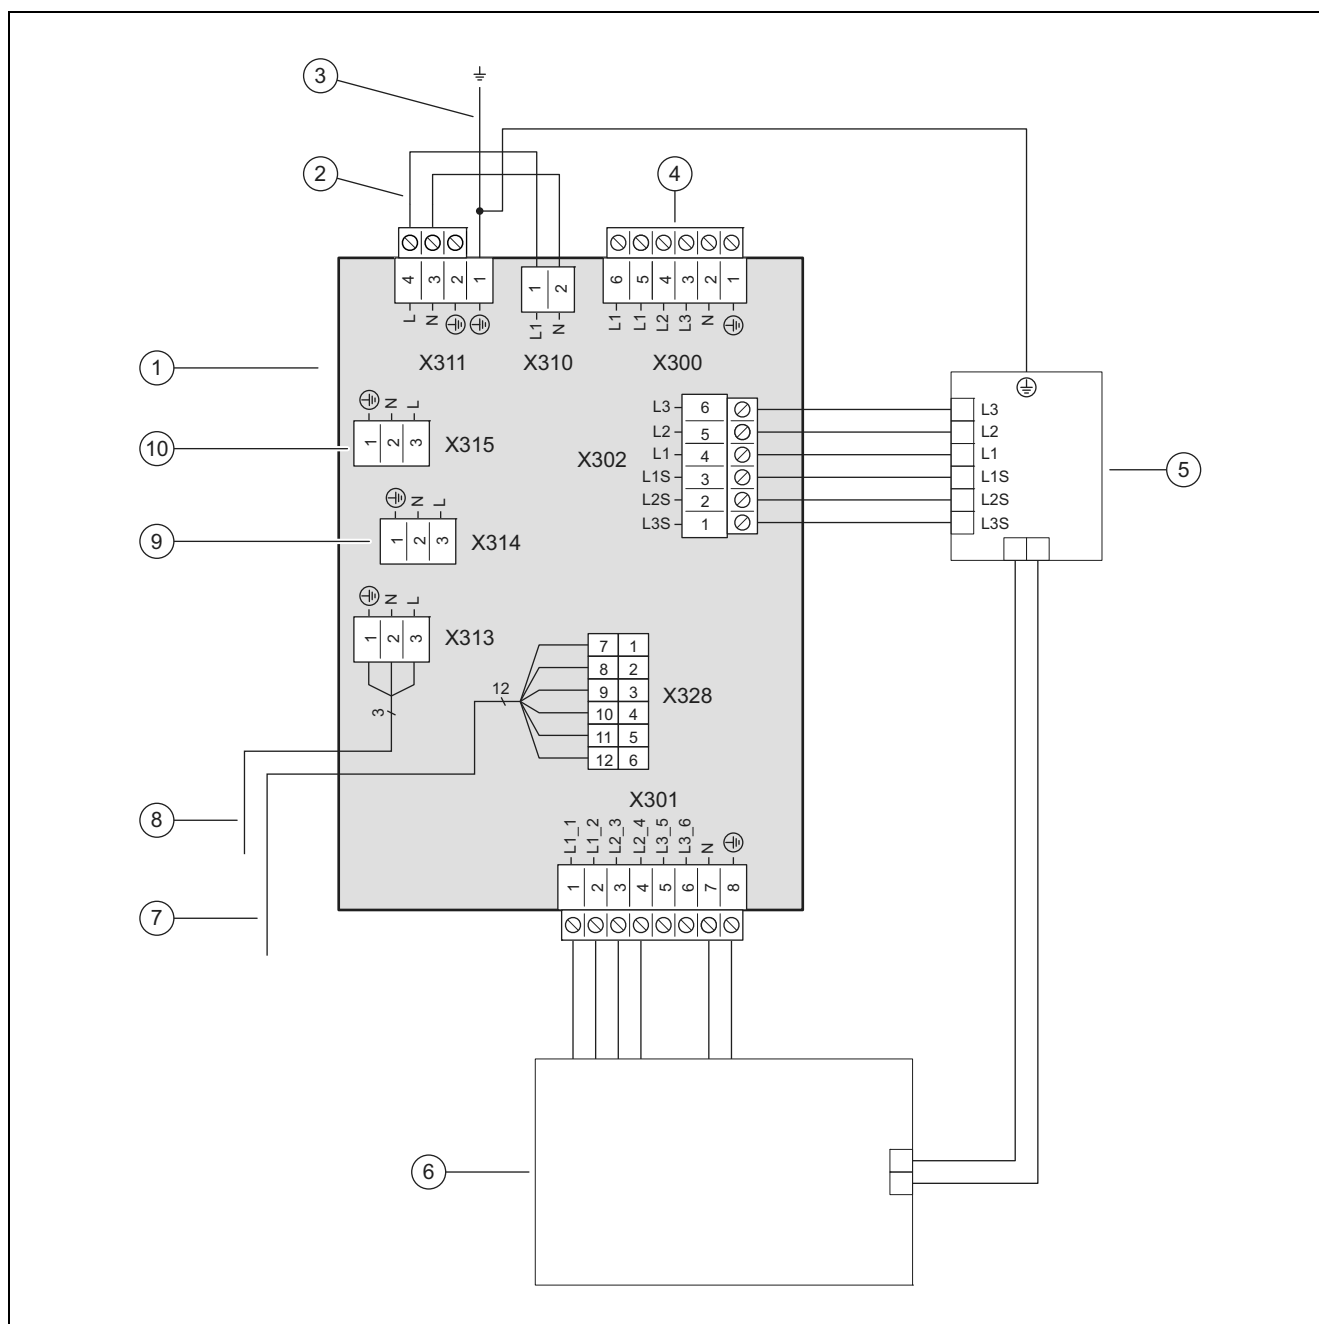 3
2
4
4 3 2 1
L N
X311
1 2
L1 N
X310
6 5 4 3 2 1
L1 L1 L2 L3 N
X300
1
N L
1 2 3
X315
10
L3 6
L2 5
L1 4
L1S 3
L2S 2
L3S 1
X302
L3
L2
L1
L1S
L2S
L3S
5
N L
1 2 3
X314
9
N L
1 2 3
X313
3
12
7 1
8 2
9 3
10 4
11 5
12 6
X328
8
7
X301
L1_1 L1_2 L2_3 L2_4 L3_5 L3_6 N
1 2 3 4 5 6 7 8
6